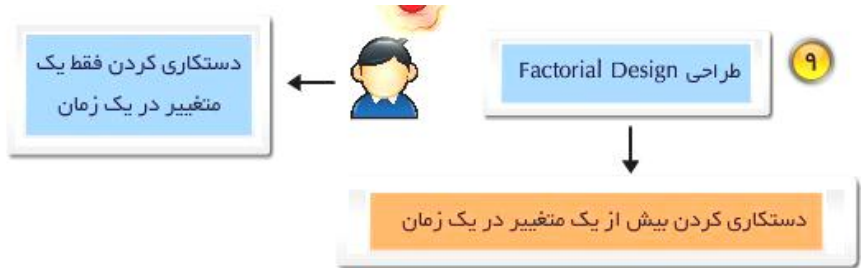 ۹
طراحی Factorial Design
دستکاری کردن فقط یک
متغییر در یک زمان
دستکاری کردن بیش از یک متغییر در یک زمان